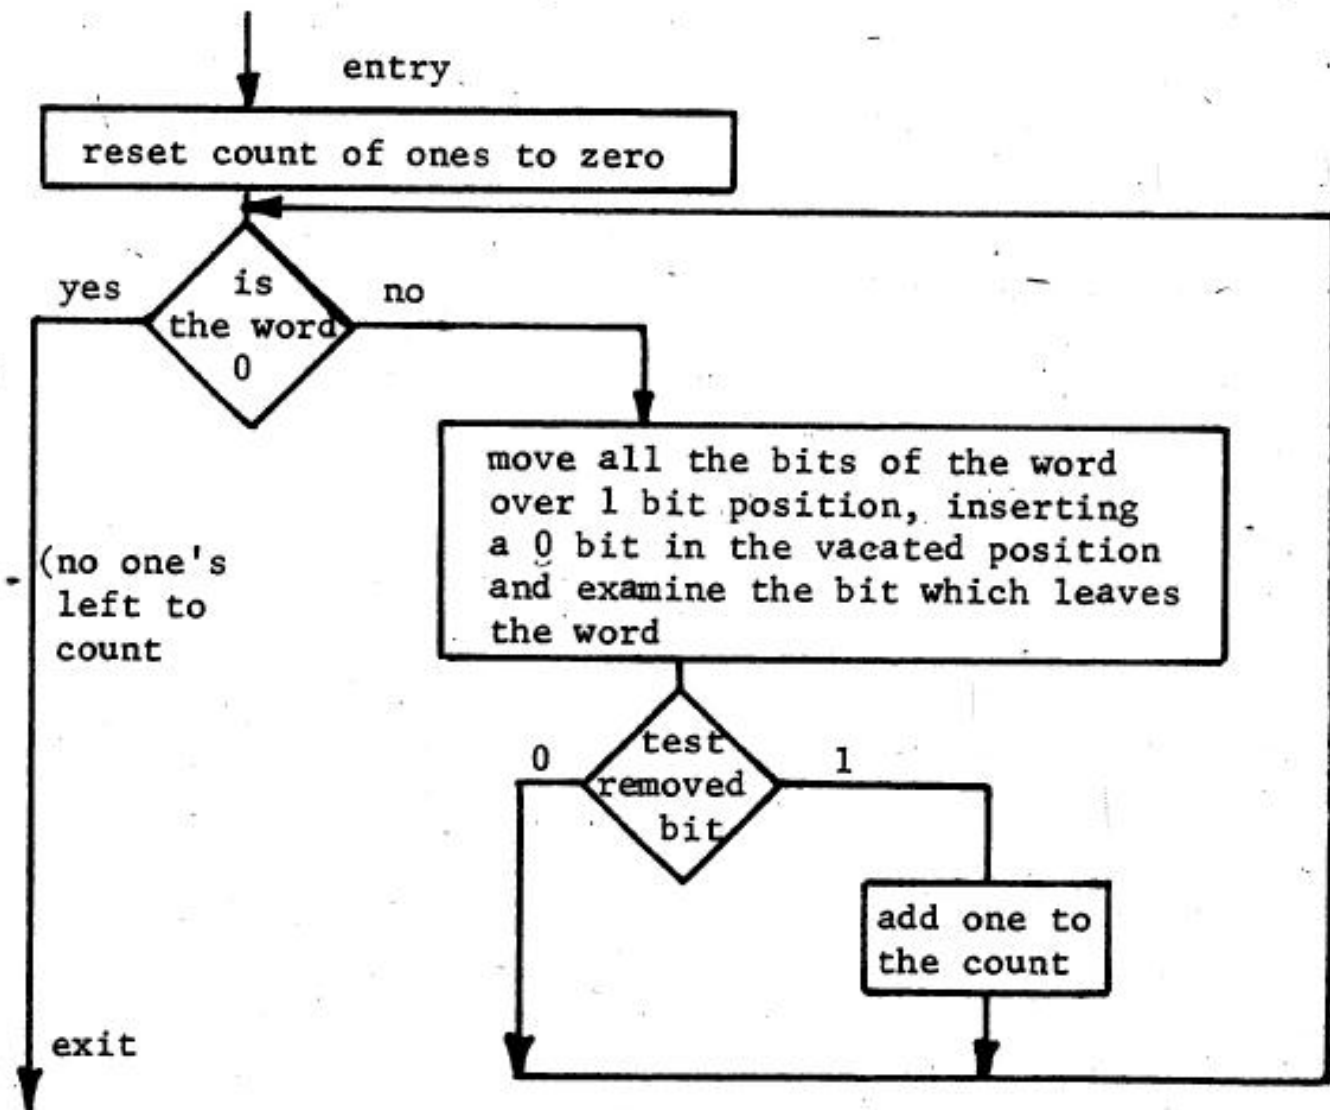 entry
reset count of ones to zero
yes
is
the word
0
no
move all the bits of the word
over 1 bit position, inserting
a 0 bit in the vacated position
and examine the bit which leaves
the word
(no one's
left to
count
0
test
removed
bit
1
add one to
the count
exit